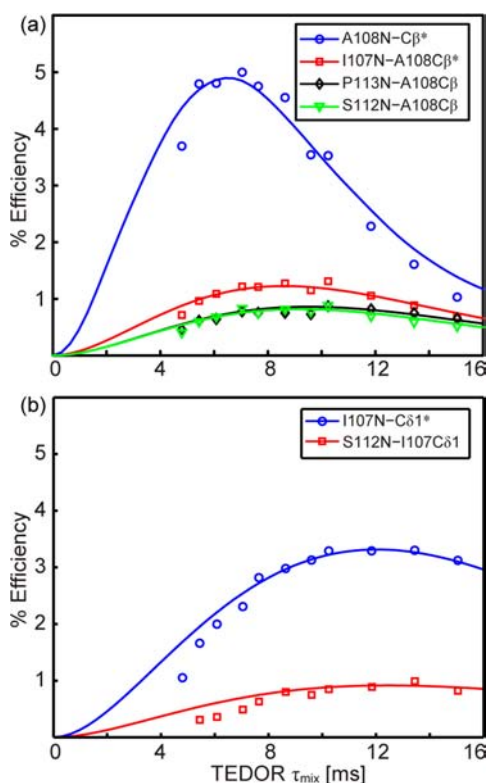 (a)
A108N−Cβ*
I107N−A108Cβ*
P113N−A108Cβ
S112N−A108Cβ
% Efficiency
5
4
3
2
1
0 4 8 12 16
(b)
I107N−Cδ1*
S112N−I107Cδ1
% Efficiency
5
4
3
2
1
0 4 8 12 16
TEDOR τmix [ms]